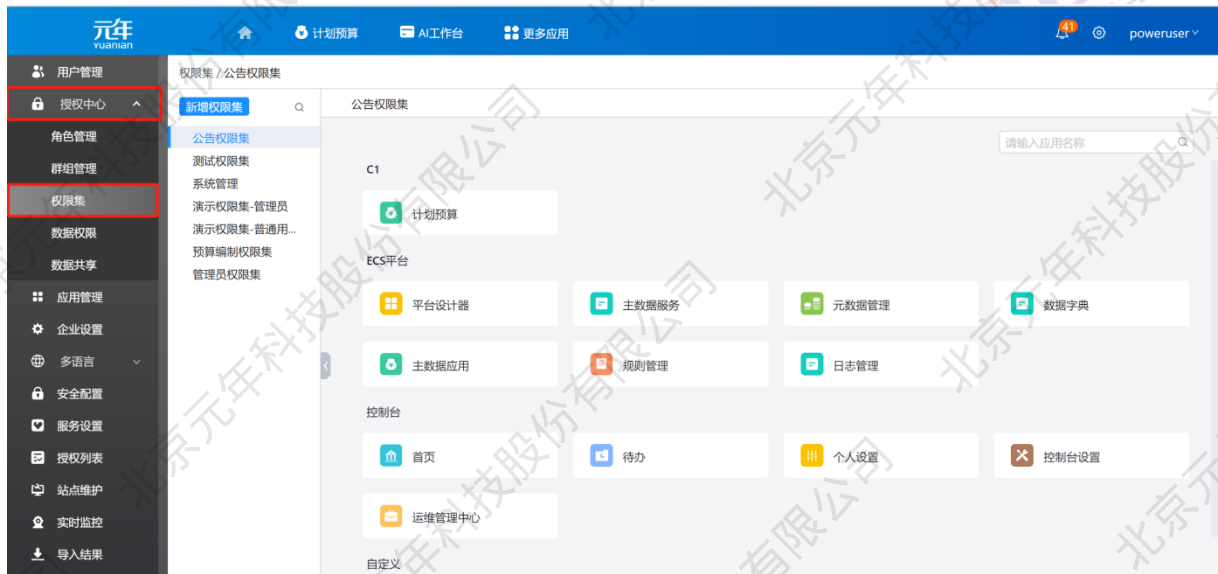 元年
yuanian
计划预算
AI工作台
更多应用
41
poweruser
用户管理
授权中心
角色管理
群组管理
权限集
数据权限
数据共享
应用管理
企业设置
多语言
安全配置
服务设置
授权列表
站点维护
实时监控
导入结果
权限集 / 公告权限集
新增权限集
公告权限集
测试权限集
系统管理
演示权限集-管理员
演示权限集-普通用...
预算编制权限集
管理员权限集
公告权限集
请输入应用名称
C1
计划预算
ECS平台
平台设计器
主数据服务
元数据管理
数据字典
主数据应用
规则管理
日志管理
控制台
首页
待办
个人设置
控制台设置
运维管理中心
自定义
北京元年科技股份有限公司